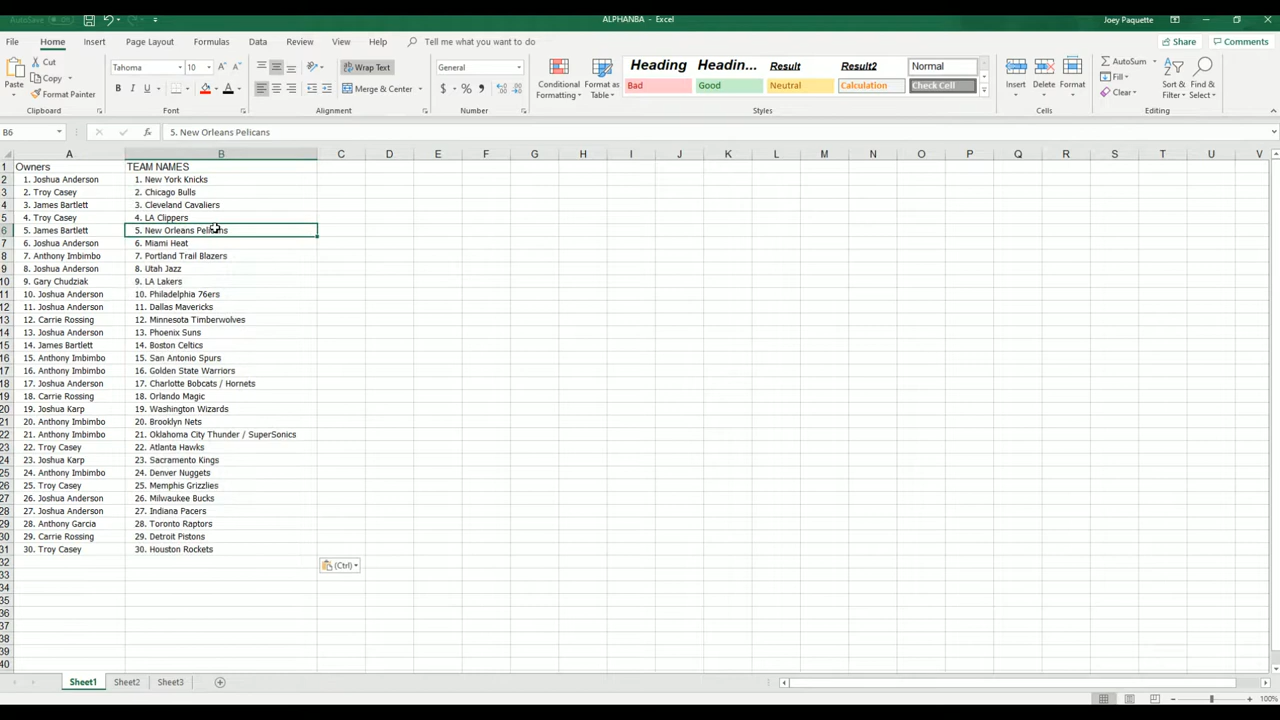 AutoSave Off ALPHANBA - Excel Joey Paquette
File Home Insert Page Layout Formulas Data Review View Help Tell me what you want to do Share Comments
Paste Cut Copy Format Painter Clipboard
Tahoma 10 B I U Font
Wrap Text Merge & Center Alignment
General $ % , Number
Conditional Formatting Format as Table
Heading Headin... Result Result2 Normal
Bad Good Neutral Calculation Check Cell
Styles
Insert Delete Format Cells
AutoSum Fill Clear Sort & Filter Find & Select Editing
B6 fx 5. New Orleans Pelicans
A B C D E F G H I J K L M N O P Q R S T U V
1 Owners TEAM NAMES
2 1. Joshua Anderson 1. New York Knicks
3 2. Troy Casey 2. Chicago Bulls
4 3. James Bartlett 3. Cleveland Cavaliers
5 4. Troy Casey 4. LA Clippers
6 5. James Bartlett 5. New Orleans Pelicans
7 6. Joshua Anderson 6. Miami Heat
8 7. Anthony Imbimbo 7. Portland Trail Blazers
9 8. Joshua Anderson 8. Utah Jazz
10 9. Gary Chudziak 9. LA Lakers
11 10. Joshua Anderson 10. Philadelphia 76ers
12 11. Joshua Anderson 11. Dallas Mavericks
13 12. Carrie Rossing 12. Minnesota Timberwolves
14 13. Joshua Anderson 13. Phoenix Suns
15 14. James Bartlett 14. Boston Celtics
16 15. Anthony Imbimbo 15. San Antonio Spurs
17 16. Anthony Imbimbo 16. Golden State Warriors
18 17. Joshua Anderson 17. Charlotte Bobcats / Hornets
19 18. Carrie Rossing 18. Orlando Magic
20 19. Joshua Karp 19. Washington Wizards
21 20. Anthony Imbimbo 20. Brooklyn Nets
22 21. Anthony Imbimbo 21. Oklahoma City Thunder / SuperSonics
23 22. Troy Casey 22. Atlanta Hawks
24 23. Joshua Karp 23. Sacramento Kings
25 24. Anthony Imbimbo 24. Denver Nuggets
26 25. Troy Casey 25. Memphis Grizzlies
27 26. Joshua Anderson 26. Milwaukee Bucks
28 27. Joshua Anderson 27. Indiana Pacers
29 28. Anthony Garcia 28. Toronto Raptors
30 29. Carrie Rossing 29. Detroit Pistons
31 30. Troy Casey 30. Houston Rockets
32 (Ctrl)
33
34
35
36
37
38
39
40
Sheet1 Sheet2 Sheet3
100%